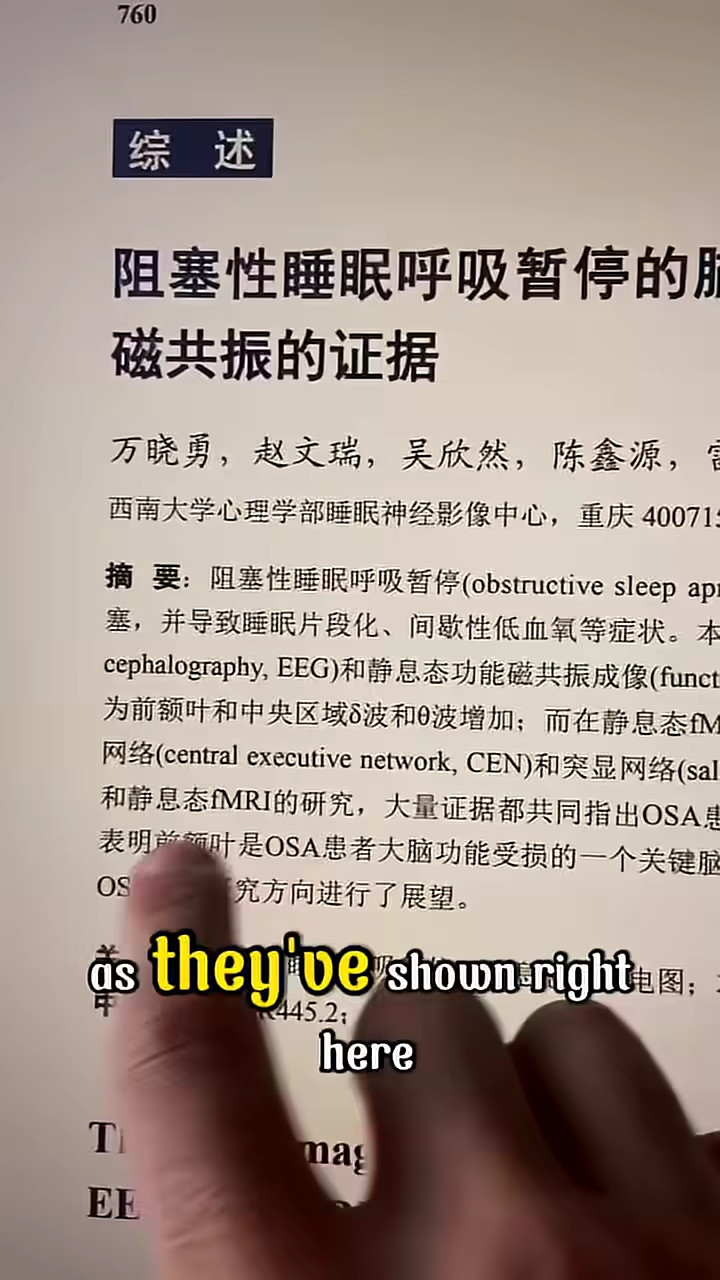 760
综 述
阻塞性睡眠呼吸暂停的
磁共振的证据
万晓勇，赵文瑞，吴欣然，陈鑫源，
西南大学心理学部睡眠神经影像中心，重庆 40071
摘 要：阻塞性睡眠呼吸暂停(obstructive sleep
塞，并导致睡眠片段化、间歇性低血氧等症状。本
cephalography, EEG)和静息态功能磁共振成像(funct
为前额叶和中央区域δ波和θ波增加；而在静息态fM
网络(central executive network, CEN)和突显网络(sal
和静息态fMRI的研究，大量证据都共同指出OSA患
表明前额叶是OSA患者大脑功能受损的一个关键脑
OS 究方向进行了展望。
电图；
R445.2；
as they've shown right
here
EE